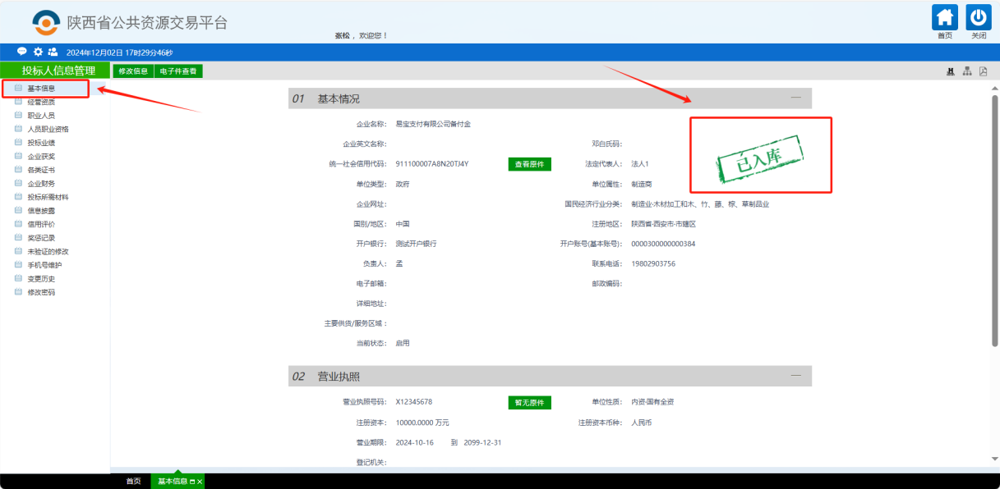 陕西省公共资源交易平台
张松 ，欢迎您！
首页
关闭
2024年12月02日 17时29分46秒
投标人信息管理
修改信息
电子件查看
基本信息
经营资质
职业人员
人员职业资格
投标业绩
企业获奖
各类证书
企业财务
投标所需材料
信息披露
信用评价
奖惩记录
未验证的修改
手机号维护
变更历史
修改密码
01 基本情况
企业名称： 易宝支付有限公司备付金
企业英文名称： 邓白氏码：
统一社会信用代码： 911100007A8N20TJ4Y 查看原件 法定代表人： 法人1
已入库
单位类型： 政府 单位属性： 制造商
企业网址： 国民经济行业分类： 制造业-木材加工和木、竹、藤、棕、草制品业
国别/地区： 中国 注册地区： 陕西省·西安市·市辖区
开户银行： 测试开户银行 开户账号(基本账号)： 0000300000000384
负责人： 孟 联系电话： 19802903756
电子邮箱： 邮政编码：
详细地址：
主要供货/服务区域：
当前状态： 启用
02 营业执照
营业执照号码： X12345678 暂无原件 单位性质： 内资·国有全资
注册资本： 10000.0000 万元 注册资本币种： 人民币
营业期限： 2024-10-16 到 2099-12-31
登记机关：
首页
基本信息